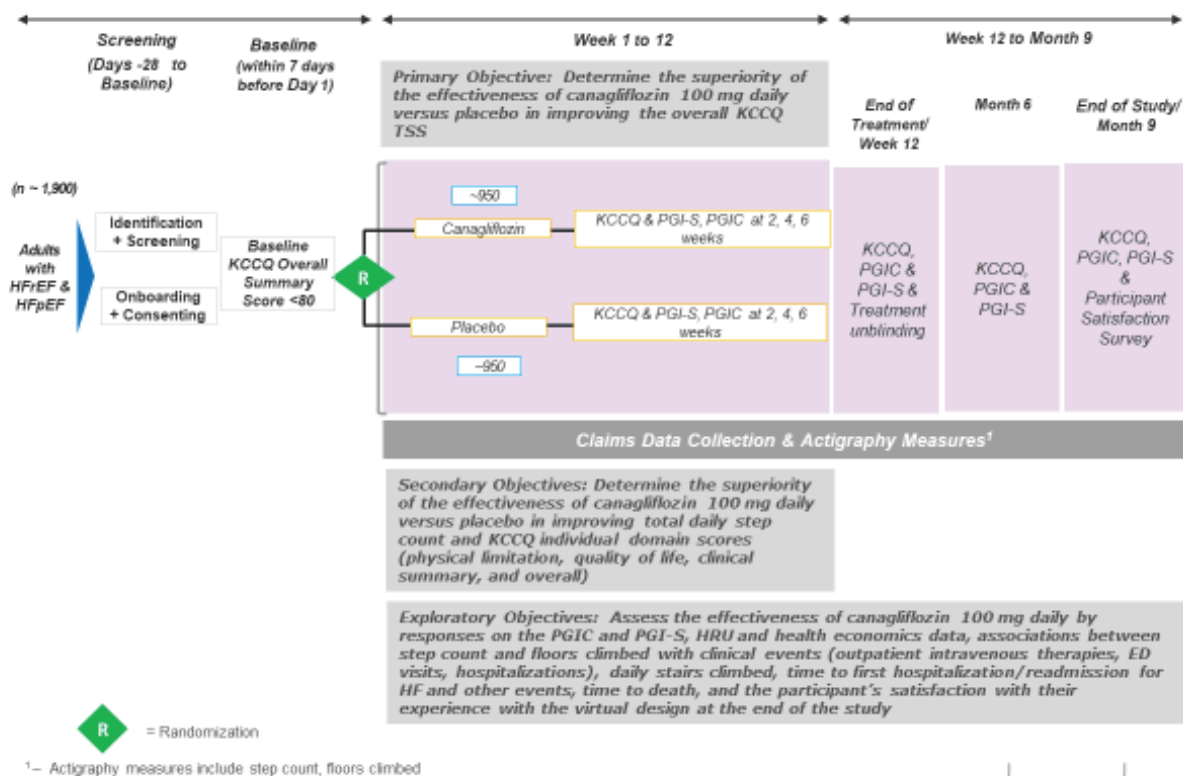 Screening
(Days -28 to
Baseline)
Baseline
(within 7 days
before Day 1)
Week 1 to 12
Week 12 to Month 9
Primary Objective: Determine the superiority of
the effectiveness of canagliflozin 100 mg daily
versus placebo in improving the overall KCCQ
TSS
End of
Treatment/
Week 12
Month 6
End of Study/
Month 9
(n ~ 1,900)
Adults
with
HFrEF &
HFpEF
Identification
+ Screening
Onboarding
+ Consenting
Baseline
KCCQ Overall
Summary
Score <80
R
~950
Canagliflozin
KCCQ & PGI-S, PGIC at 2, 4, 6
weeks
Placebo
KCCQ & PGI-S, PGIC at 2, 4, 6
weeks
~950
KCCQ,
PGIC &
PGI-S &
Treatment
unblinding
KCCQ,
PGIC &
PGI-S
KCCQ,
PGIC, PGI-S
&
Participant
Satisfaction
Survey
Claims Data Collection & Actigraphy Measures¹
Secondary Objectives: Determine the superiority
of the effectiveness of canagliflozin 100 mg daily
versus placebo in improving total daily step
count and KCCQ individual domain scores
(physical limitation, quality of life, clinical
summary, and overall)
Exploratory Objectives: Assess the effectiveness of canagliflozin 100 mg daily by
responses on the PGIC and PGI-S, HRU and health economics data, associations between
step count and floors climbed with clinical events (outpatient intravenous therapies, ED
visits, hospitalizations), daily stairs climbed, time to first hospitalization/readmission for
HF and other events, time to death, and the participant's satisfaction with their
experience with the virtual design at the end of the study
R = Randomization
¹– Actigraphy measures include step count, floors climbed